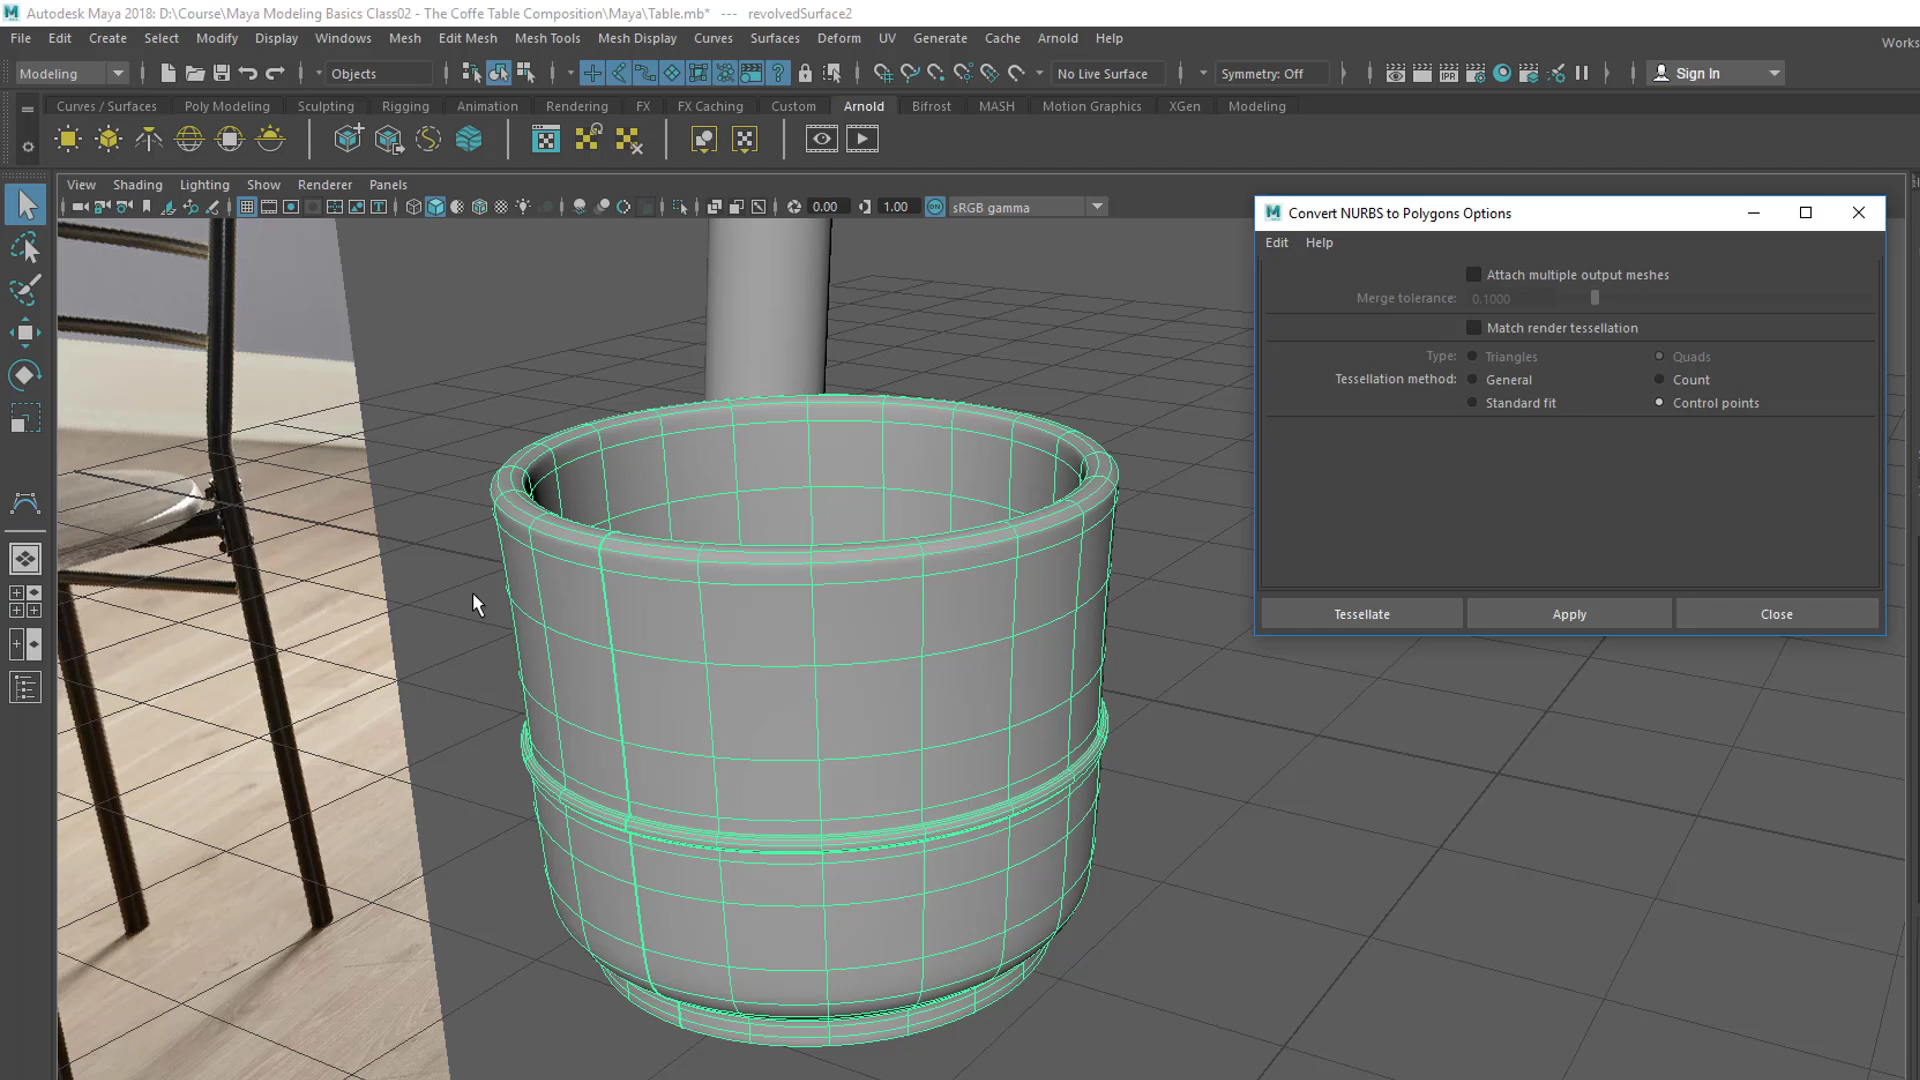 Autodesk Maya 2018: D:\Course\Maya Modeling Basics Class02 - The Coffe Table Composition\Maya\Table.mb* --- revolvedSurface2
File Edit Create Select Modify Display Windows Mesh Edit Mesh Mesh Tools Mesh Display Curves Surfaces Deform UV Generate Cache Arnold Help Works
Modeling Objects No Live Surface Symmetry: Off Sign In
Curves / Surfaces Poly Modeling Sculpting Rigging Animation Rendering FX FX Caching Custom Arnold Bifrost MASH Motion Graphics XGen Modeling
View Shading Lighting Show Renderer Panels
0.00 1.00 ON sRGB gamma
Convert NURBS to Polygons Options
Edit Help
Attach multiple output meshes
Merge tolerance: 0.1000
Match render tessellation
Type: Triangles Quads
Tessellation method: General Count
Standard fit Control points
Tessellate Apply Close